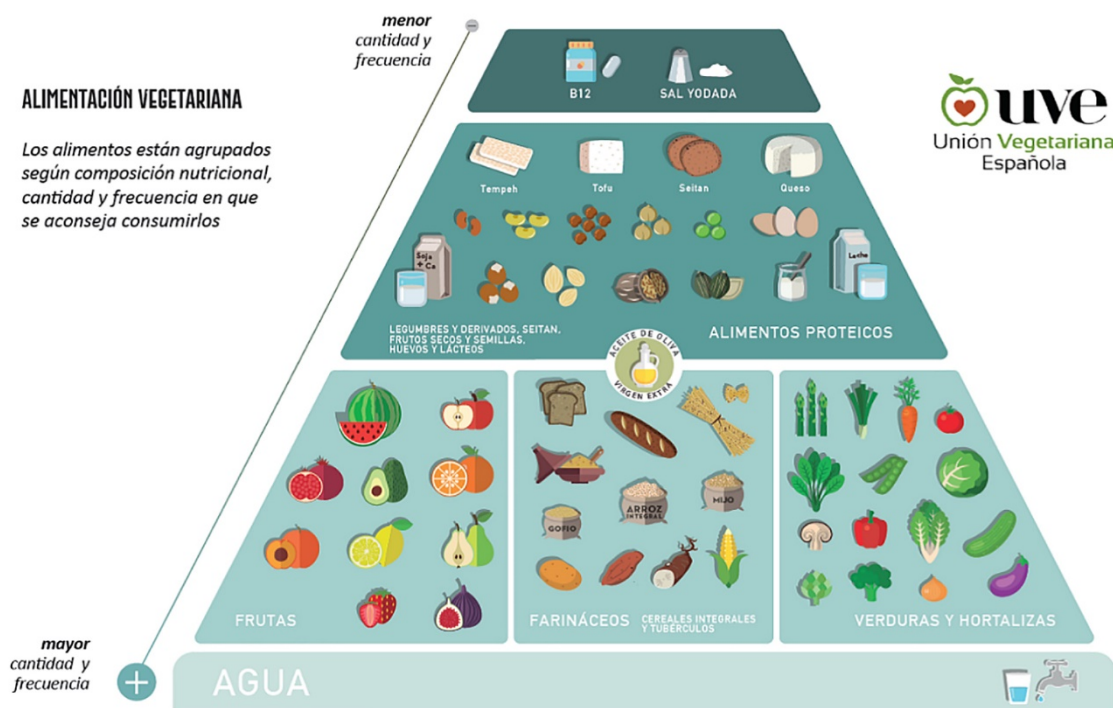 menor
cantidad y
frecuencia
ALIMENTACIÓN VEGETARIANA
Los alimentos están agrupados
según composición nutricional,
cantidad y frecuencia en que
se aconseja consumirlos
B12
SAL YODADA
uve
Unión Vegetariana
Española
Tempeh
Tofu
Seitan
Queso
Soja
+ Ca
Leche
LEGUMBRES Y DERIVADOS, SEITAN,
FRUTOS SECOS Y SEMILLAS,
HUEVOS Y LÁCTEOS
ALIMENTOS PROTEICOS
ACEITE DE OLIVA
VIRGEN EXTRA
GOFIO
ARROZ
INTEGRAL
MIJO
FRUTAS
FARINÁCEOS
CEREALES INTEGRALES
Y TUBÉRCULOS
VERDURAS Y HORTALIZAS
mayor
cantidad y
frecuencia
+
AGUA